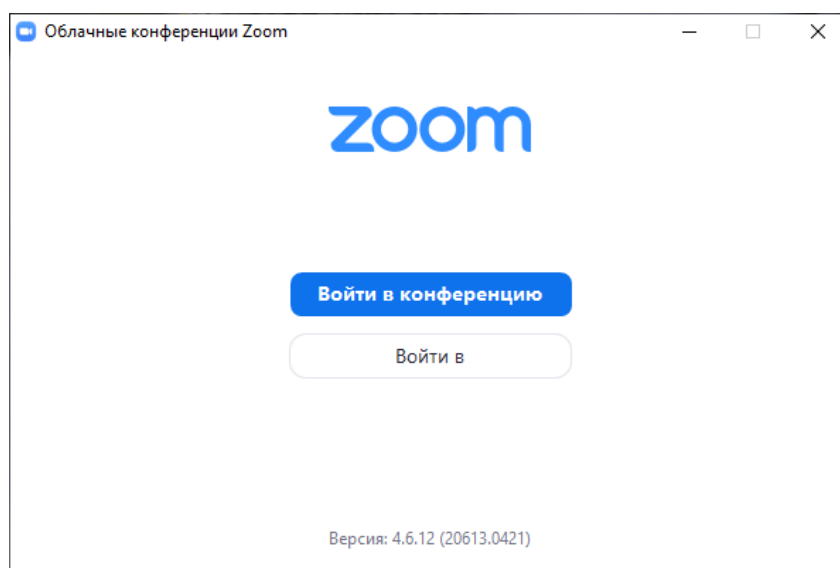 Облачные конференции Zoom
zoom
Войти в конференцию
Войти в
Версия: 4.6.12 (20613.0421)